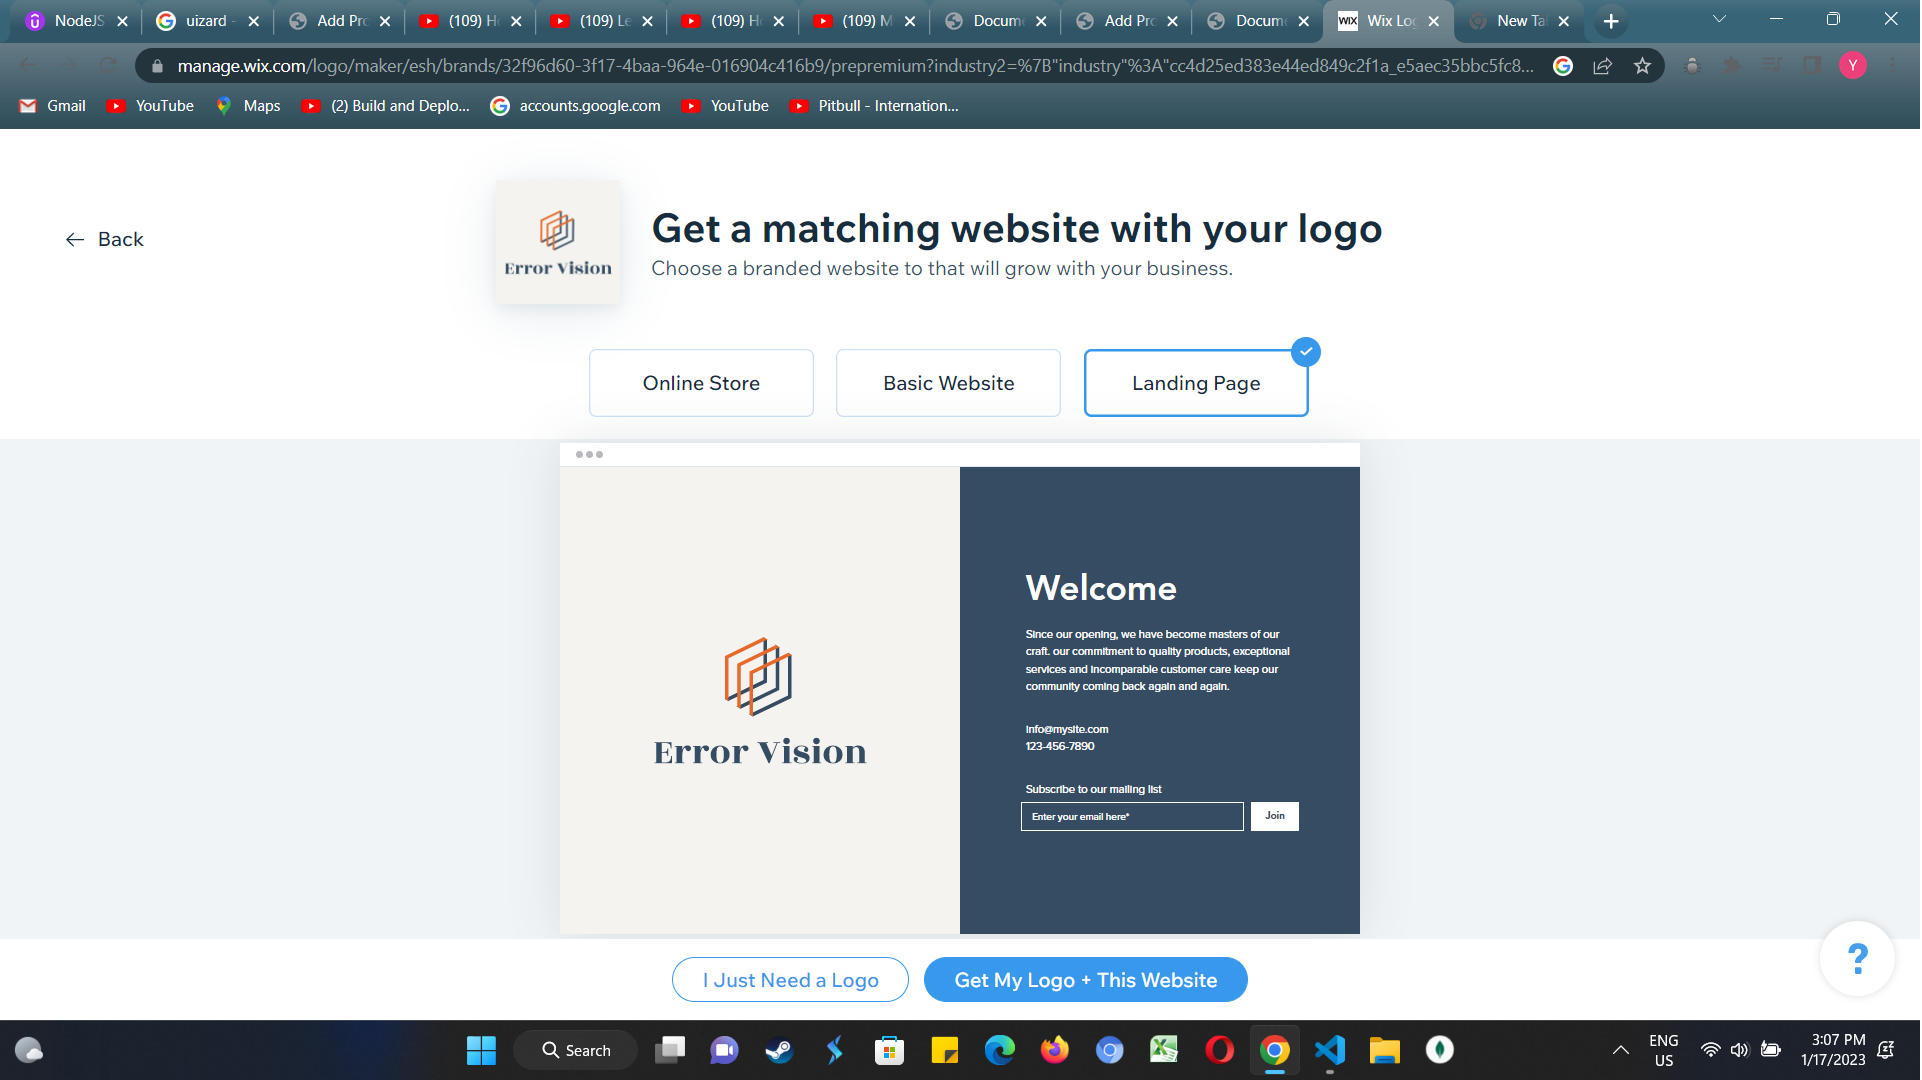 NodeJS
uizard -
Add Pro
(109) Ho
(109) Le
(109) Ho
(109) M
Docume
Add Pro
Docume
WIX Wix Log
New Tab
manage.wix.com/logo/maker/esh/brands/32f96d60-3f17-4baa-964e-016904c416b9/prepremium?industry2=%7B"industry"%3A"cc4d25ed383e44ed849c2f1a_e5aec35bbc5fc8...
Y
Gmail
YouTube
Maps
(2) Build and Deplo...
accounts.google.com
YouTube
Pitbull - Internation...
Back
Error Vision
Get a matching website with your logo
Choose a branded website to that will grow with your business.
Online Store
Basic Website
Landing Page
Error Vision
Welcome
Since our opening, we have become masters of our
craft. our commitment to quality products, exceptional
services and incomparable customer care keep our
community coming back again and again.
info@mysite.com
123-456-7890
Subscribe to our mailing list
Enter your email here*
Join
?
I Just Need a Logo
Get My Logo + This Website
Search
ENG
US
3:07 PM
1/17/2023